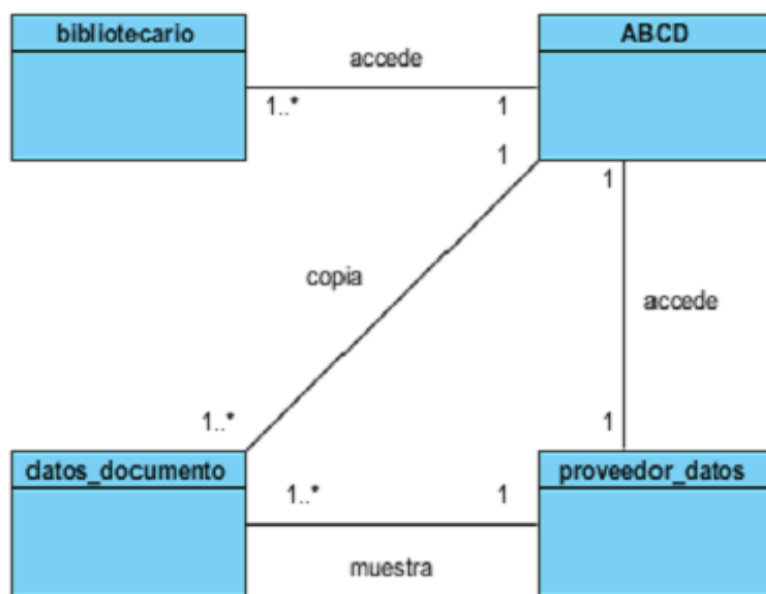 bibliotecario
ABCD
accede
1..*
1
1
1
copia
accede
1..*
1
datos_documento
proveedor_datos
1..*
1
muestra